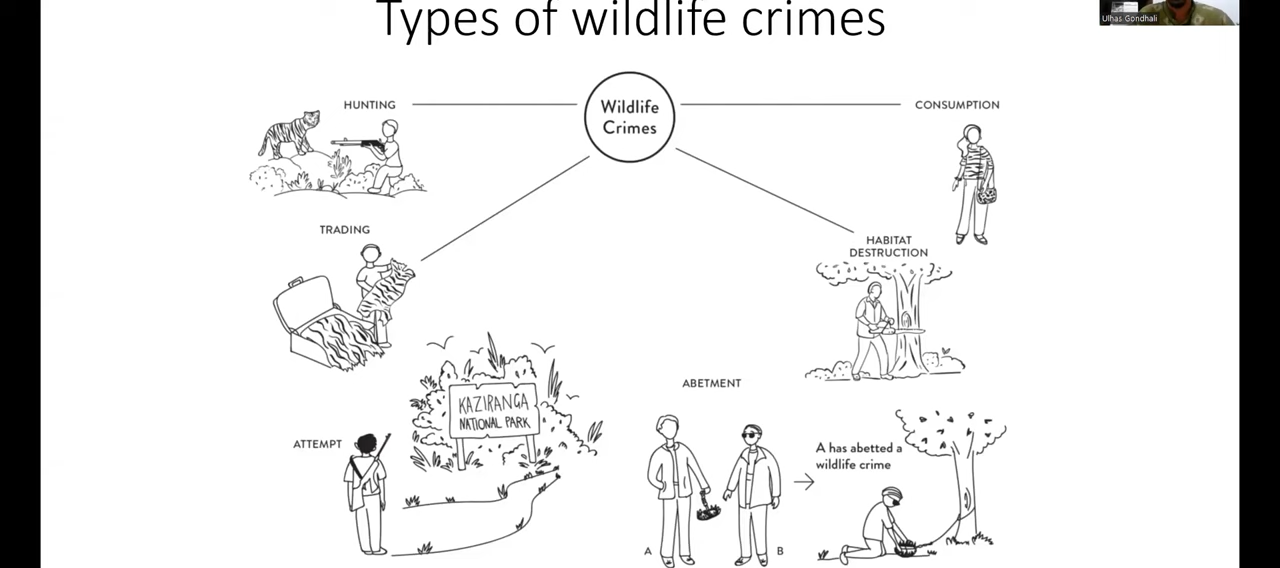 Types of wildlife crimes
Ulhas Gondhali
Wildlife
Crimes
HUNTING
CONSUMPTION
TRADING
HABITAT
DESTRUCTION
KAZIRANGA
NATIONAL PARK
ABETMENT
ATTEMPT
A has abetted a
wildlife crime
A
B